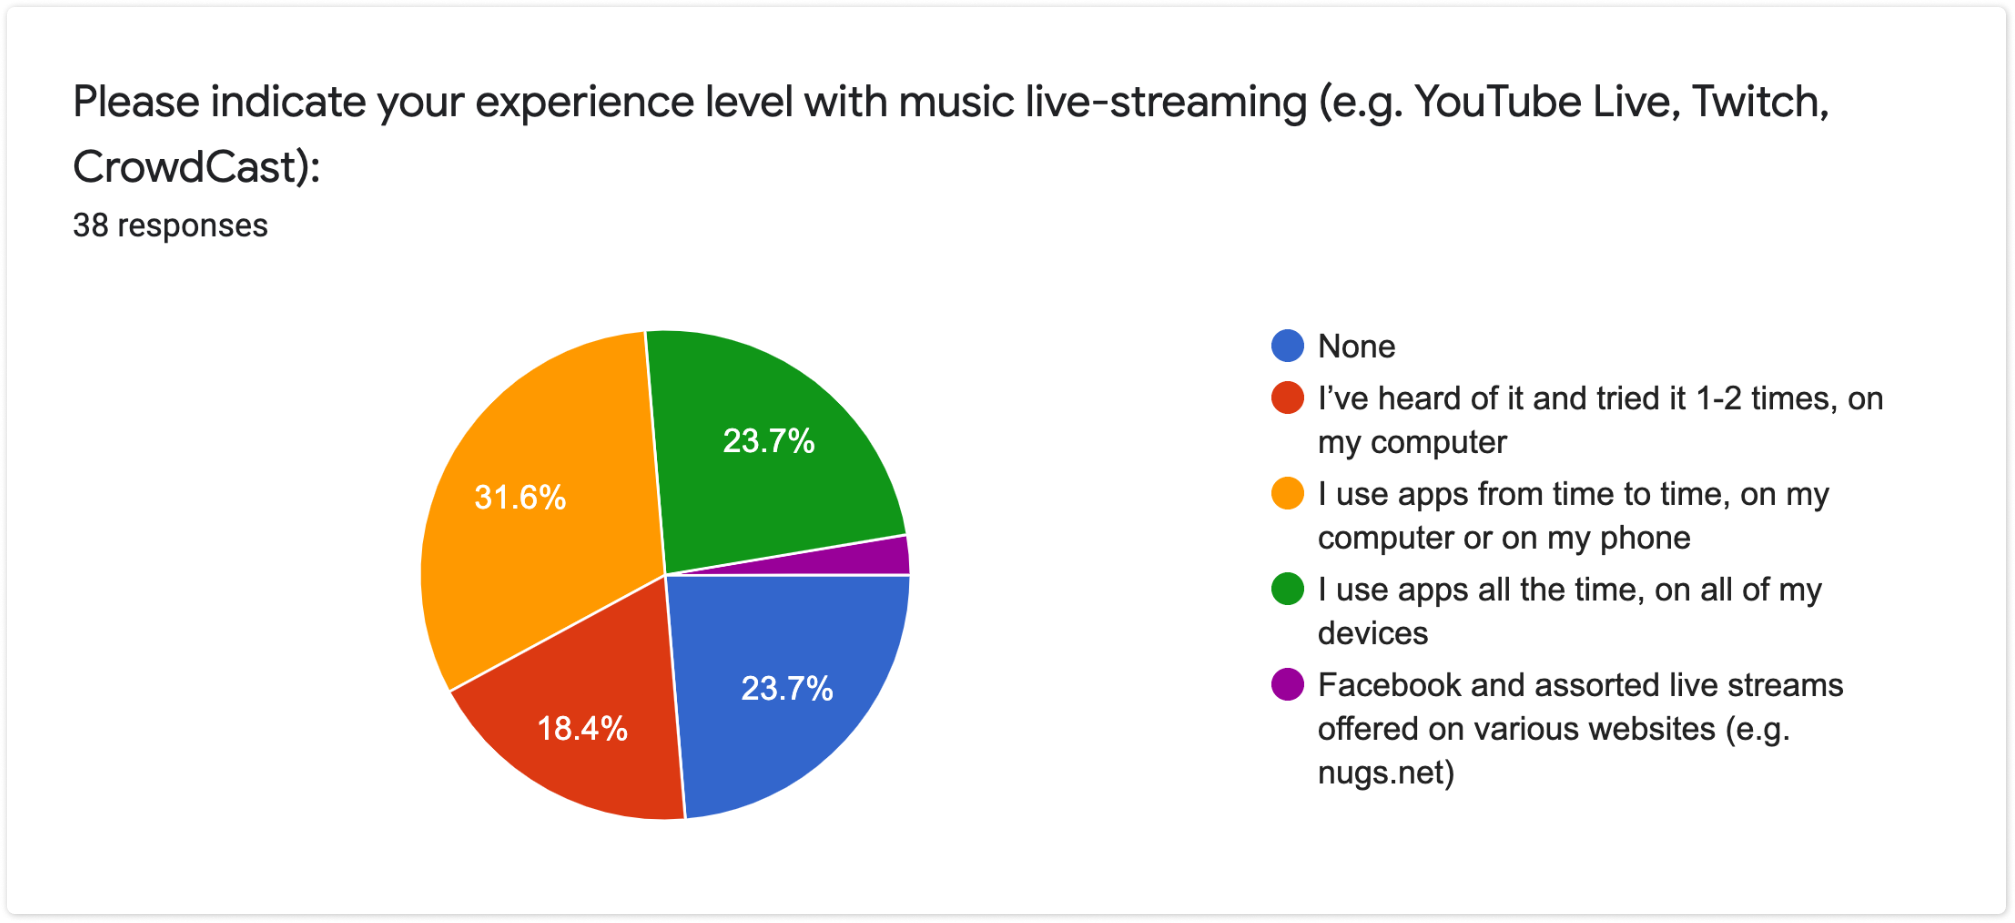 Please indicate your experience level with music live-streaming (e.g. YouTube Live, Twitch,
CrowdCast):
38 responses
23.7%
31.6%
23.7%
18.4%
None
I’ve heard of it and tried it 1-2 times, on
my computer
I use apps from time to time, on my
computer or on my phone
I use apps all the time, on all of my
devices
Facebook and assorted live streams
offered on various websites (e.g.
nugs.net)